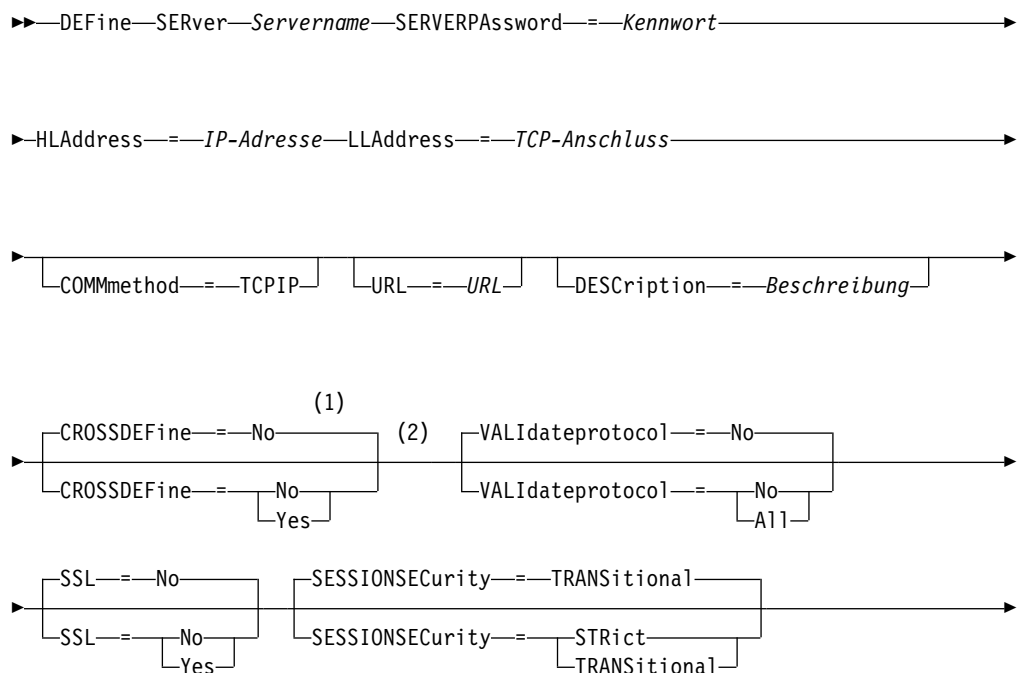 DEFine SERver Servername SERVERPAssword = Kennwort
HLAddress = IP-Adresse LLAddress = TCP-Anschluss
COMMmethod = TCPIP URL = URL DESCription = Beschreibung
(1)
CROSSDEFine = No (2) VALIdateprotocol = No
CROSSDEFine = No VALIdateprotocol = No
Yes All
SSL = No SESSIONSECurity = TRANSitional
SSL = No SESSIONSECurity = STRict
Yes TRANSitional